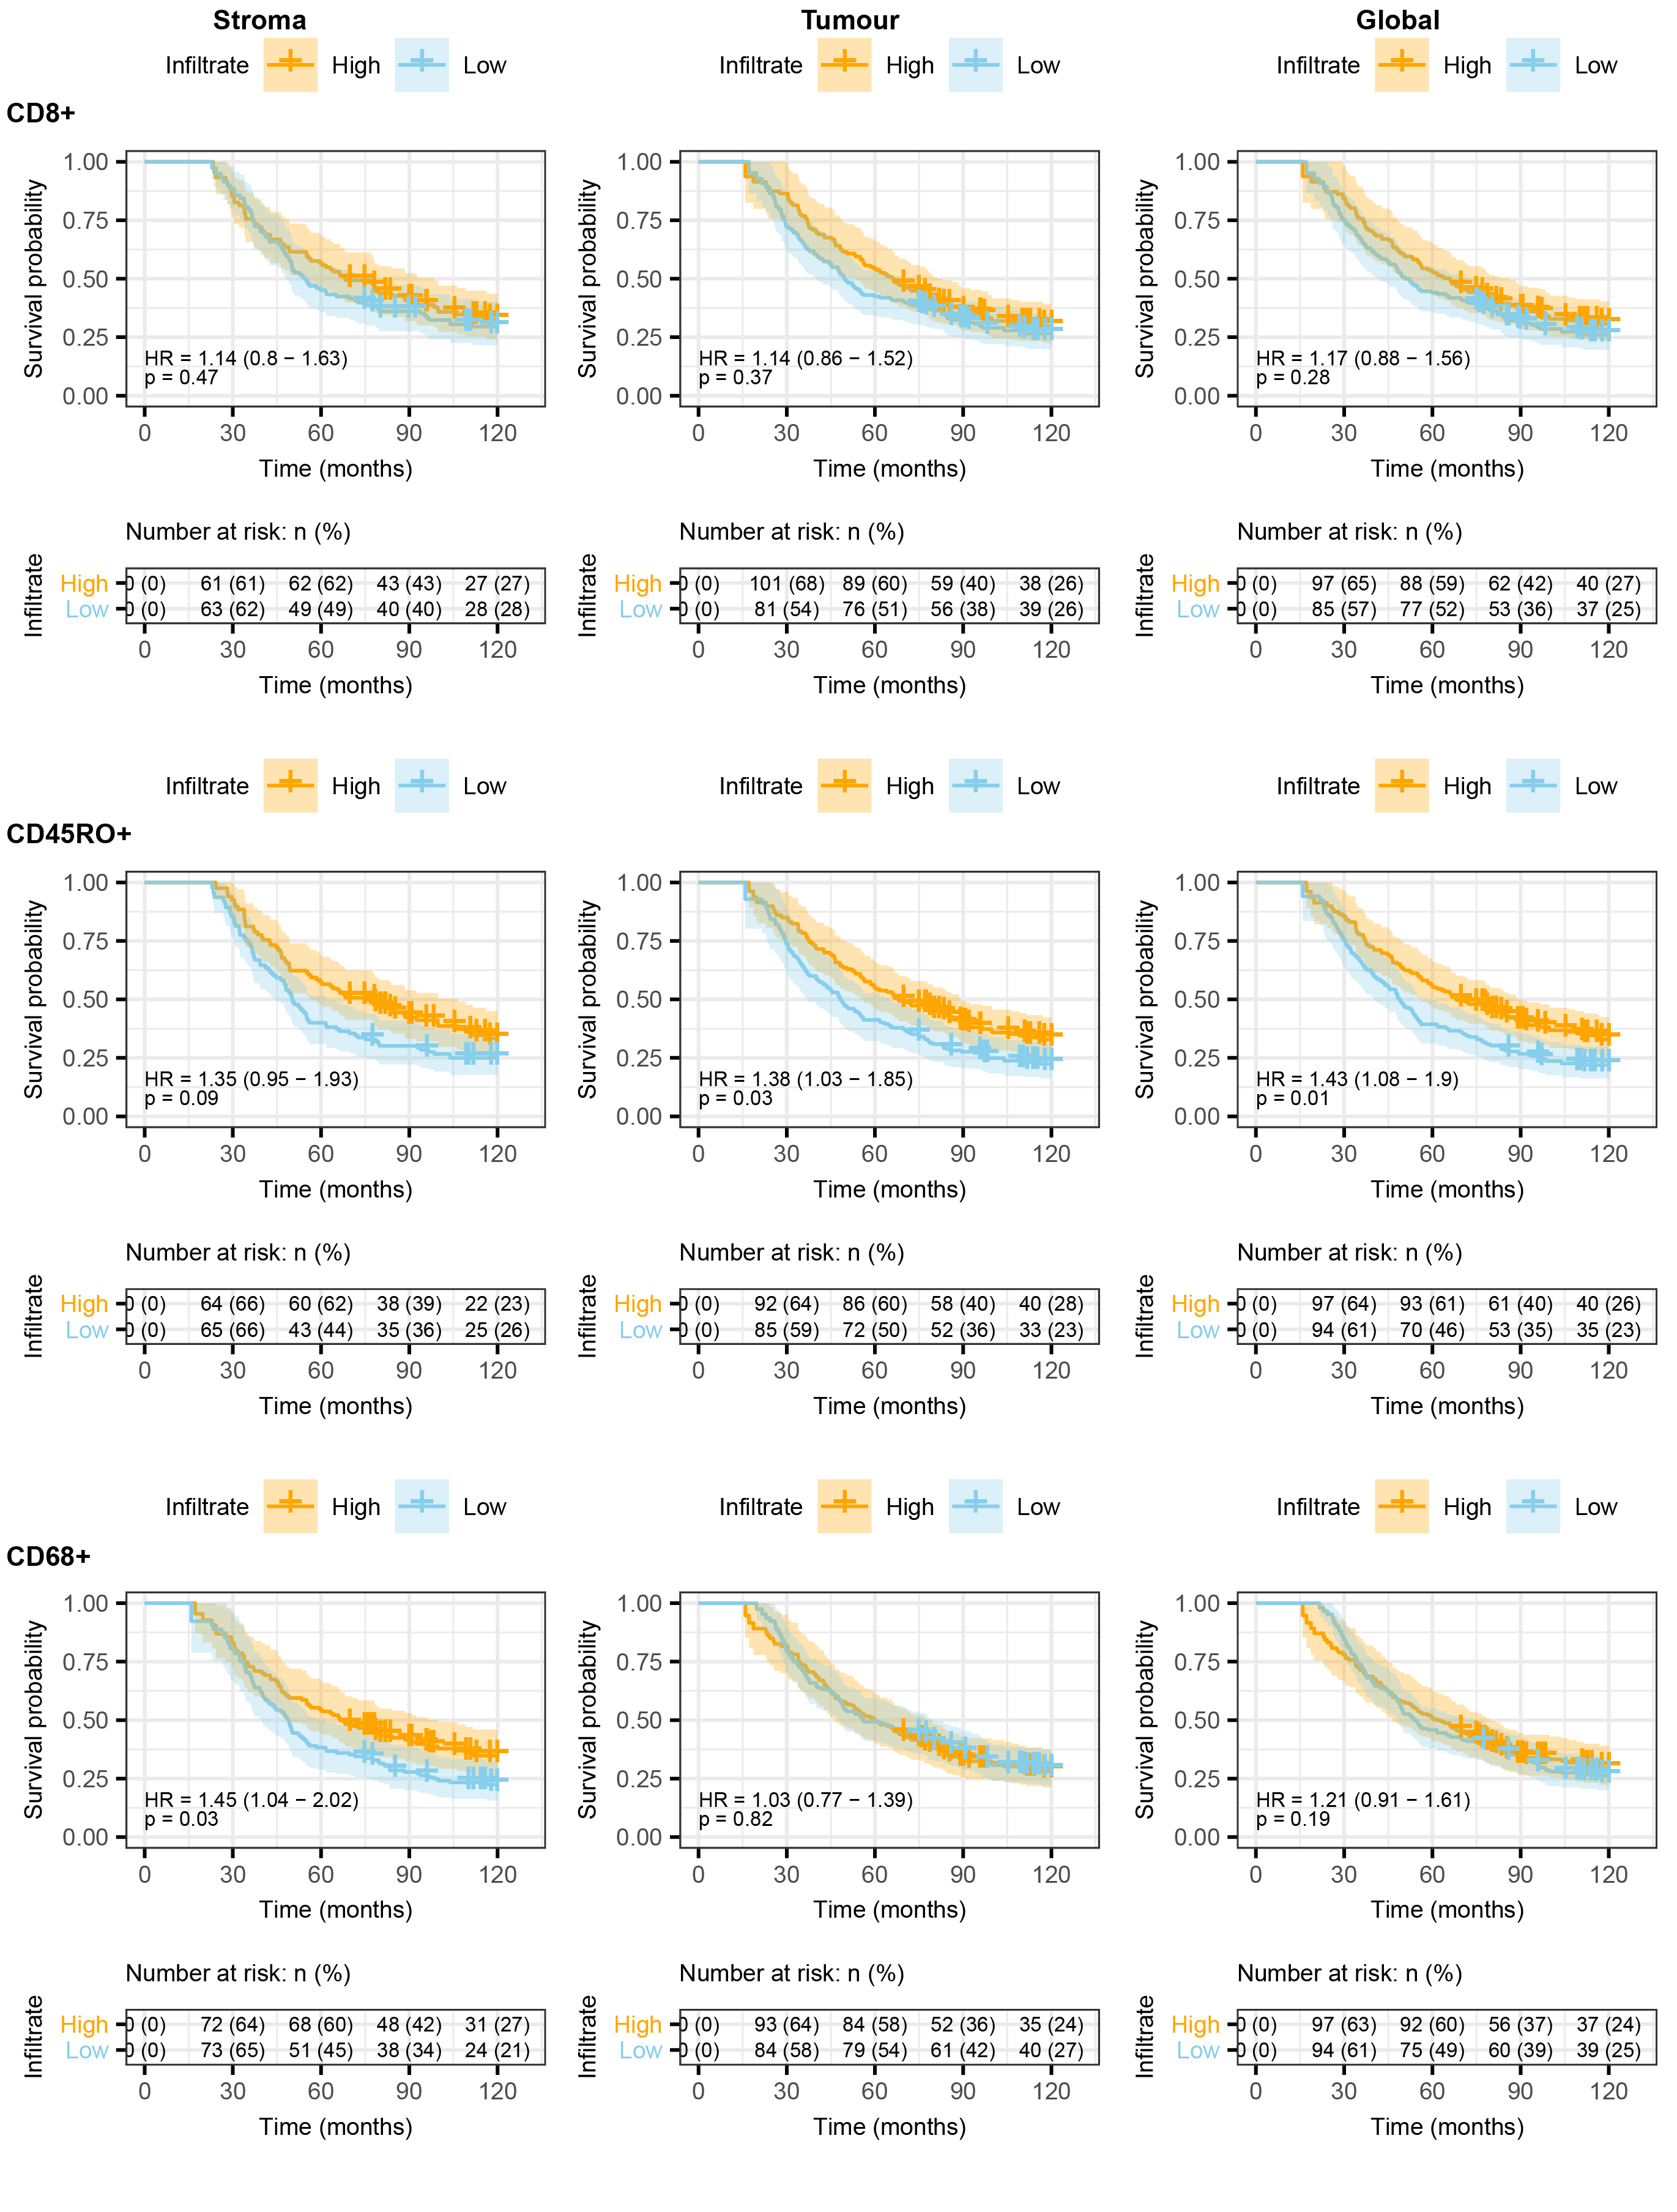 Stroma Tumour Global
Infiltrate High Low Infiltrate High Low Infiltrate High Low
CD8+
Survival probability Survival probability Survival probability
1.00 1.00 1.00
0.75 0.75 0.75
0.50 0.50 0.50
0.25 0.25 0.25
HR = 1.14 (0.8 − 1.63) HR = 1.14 (0.86 − 1.52) HR = 1.17 (0.88 − 1.56)
p = 0.47 p = 0.37 p = 0.28
0.00 0.00 0.00
0 30 60 90 120 0 30 60 90 120 0 30 60 90 120
Time (months) Time (months) Time (months)
Number at risk: n (%) Number at risk: n (%) Number at risk: n (%)
Infiltrate Infiltrate Infiltrate
High 0 (0) 61 (61) 62 (62) 43 (43) 27 (27) High 0 (0) 101 (68) 89 (60) 59 (40) 38 (26) High 0 (0) 97 (65) 88 (59) 62 (42) 40 (27)
Low 0 (0) 63 (62) 49 (49) 40 (40) 28 (28) Low 0 (0) 81 (54) 76 (51) 56 (38) 39 (26) Low 0 (0) 85 (57) 77 (52) 53 (36) 37 (25)
0 30 60 90 120 0 30 60 90 120 0 30 60 90 120
Time (months) Time (months) Time (months)
Infiltrate High Low Infiltrate High Low Infiltrate High Low
CD45RO+
Survival probability Survival probability Survival probability
1.00 1.00 1.00
0.75 0.75 0.75
0.50 0.50 0.50
0.25 0.25 0.25
HR = 1.35 (0.95 − 1.93) HR = 1.38 (1.03 − 1.85) HR = 1.43 (1.08 − 1.9)
p = 0.09 p = 0.03 p = 0.01
0.00 0.00 0.00
0 30 60 90 120 0 30 60 90 120 0 30 60 90 120
Time (months) Time (months) Time (months)
Number at risk: n (%) Number at risk: n (%) Number at risk: n (%)
Infiltrate Infiltrate Infiltrate
High 0 (0) 64 (66) 60 (62) 38 (39) 22 (23) High 0 (0) 92 (64) 86 (60) 58 (40) 40 (28) High 0 (0) 97 (64) 93 (61) 61 (40) 40 (26)
Low 0 (0) 65 (66) 43 (44) 35 (36) 25 (26) Low 0 (0) 85 (59) 72 (50) 52 (36) 33 (23) Low 0 (0) 94 (61) 70 (46) 53 (35) 35 (23)
0 30 60 90 120 0 30 60 90 120 0 30 60 90 120
Time (months) Time (months) Time (months)
Infiltrate High Low Infiltrate High Low Infiltrate High Low
CD68+
Survival probability Survival probability Survival probability
1.00 1.00 1.00
0.75 0.75 0.75
0.50 0.50 0.50
0.25 0.25 0.25
HR = 1.45 (1.04 − 2.02) HR = 1.03 (0.77 − 1.39) HR = 1.21 (0.91 − 1.61)
p = 0.03 p = 0.82 p = 0.19
0.00 0.00 0.00
0 30 60 90 120 0 30 60 90 120 0 30 60 90 120
Time (months) Time (months) Time (months)
Number at risk: n (%) Number at risk: n (%) Number at risk: n (%)
Infiltrate Infiltrate Infiltrate
High 0 (0) 72 (64) 68 (60) 48 (42) 31 (27) High 0 (0) 93 (64) 84 (58) 52 (36) 35 (24) High 0 (0) 97 (63) 92 (60) 56 (37) 37 (24)
Low 0 (0) 73 (65) 51 (45) 38 (34) 24 (21) Low 0 (0) 84 (58) 79 (54) 61 (42) 40 (27) Low 0 (0) 94 (61) 75 (49) 60 (39) 39 (25)
0 30 60 90 120 0 30 60 90 120 0 30 60 90 120
Time (months) Time (months) Time (months)